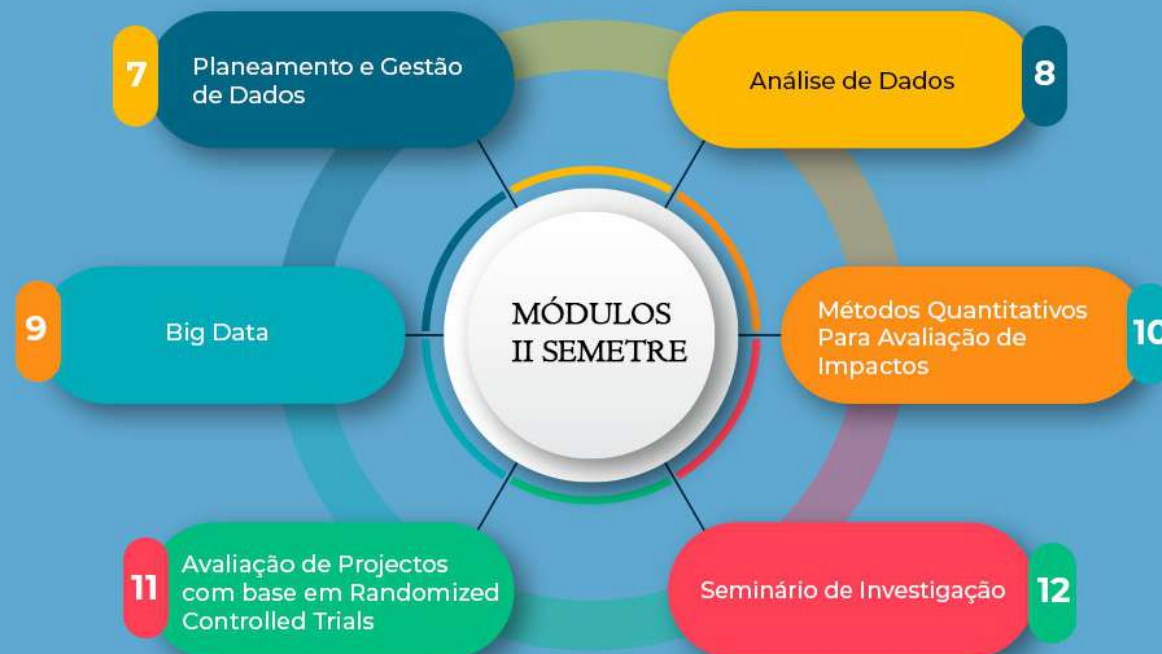 7
Planeamento e Gestão
de Dados
Análise de Dados
8
9
Big Data
MÓDULOS
II SEMETRE
Métodos Quantitativos
Para Avaliação de
Impactos
10
11
Avaliação de Projectos
com base em Randomized
Controlled Trials
Seminário de Investigação
12